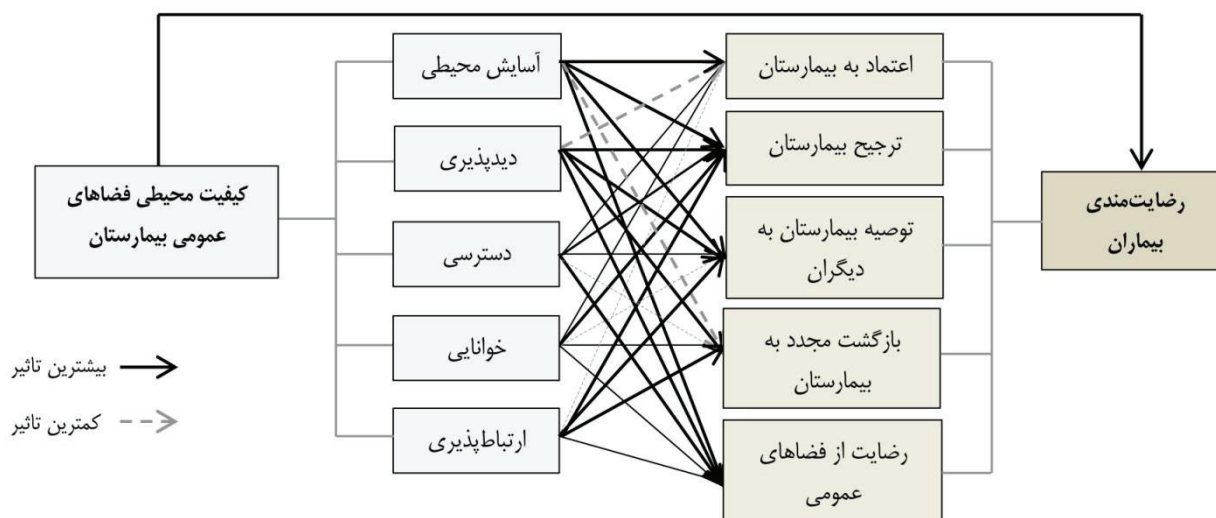 کیفیت محیطی فضاهای
عمومی بیمارستان
آسایش محیطی
دیدپذیری
دسترسی
خوانایی
ارتباط‌پذیری
اعتماد به بیمارستان
ترجیح بیمارستان
توصیه بیمارستان به
دیگران
بازگشت مجدد به
بیمارستان
رضایت از فضاهای
عمومی
رضایت‌مندی
بیماران
بیشترین تاثیر
کمترین تاثیر